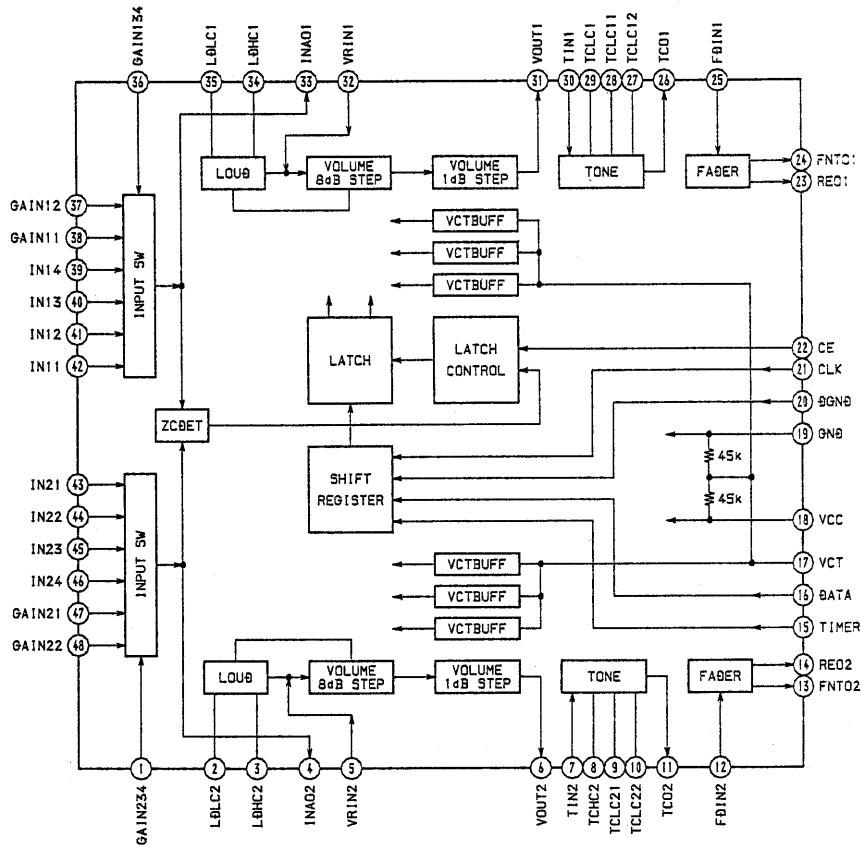 GAIN134
LDLC1
LDHC1
INAO1
VRIN1
VOUT1
TIN1
TCLC1
TCLC11
TCLC12
TCO1
FDIN1
36
35
34
33
32
31
30
29
28
27
26
25
LOUD
VOLUME
8dB STEP
VOLUME
1dB STEP
TONE
FADER
24 FNTO1
23 REO1
GAIN12 37
GAIN11 38
IN14 39
IN13 40
IN12 41
IN11 42
INPUT SW
VCTBUFF
VCTBUFF
VCTBUFF
LATCH
LATCH
CONTROL
22 CE
21 CLK
20 DGND
19 GND
ZCDET
45k
45k
SHIFT
REGISTER
IN21 43
IN22 44
IN23 45
IN24 46
GAIN21 47
GAIN22 48
INPUT SW
18 VCC
17 VCT
16 DATA
15 TIMER
VCTBUFF
VCTBUFF
VCTBUFF
LOUD
VOLUME
8dB STEP
VOLUME
1dB STEP
TONE
FADER
14 REO2
13 FNTO2
1
2
3
4
5
6
7
8
9
10
11
12
GAIN234
LDLC2
LDHC2
INAO2
VRIN2
VOUT2
TIN2
TCHC2
TCLC21
TCLC22
TCO2
FDIN2